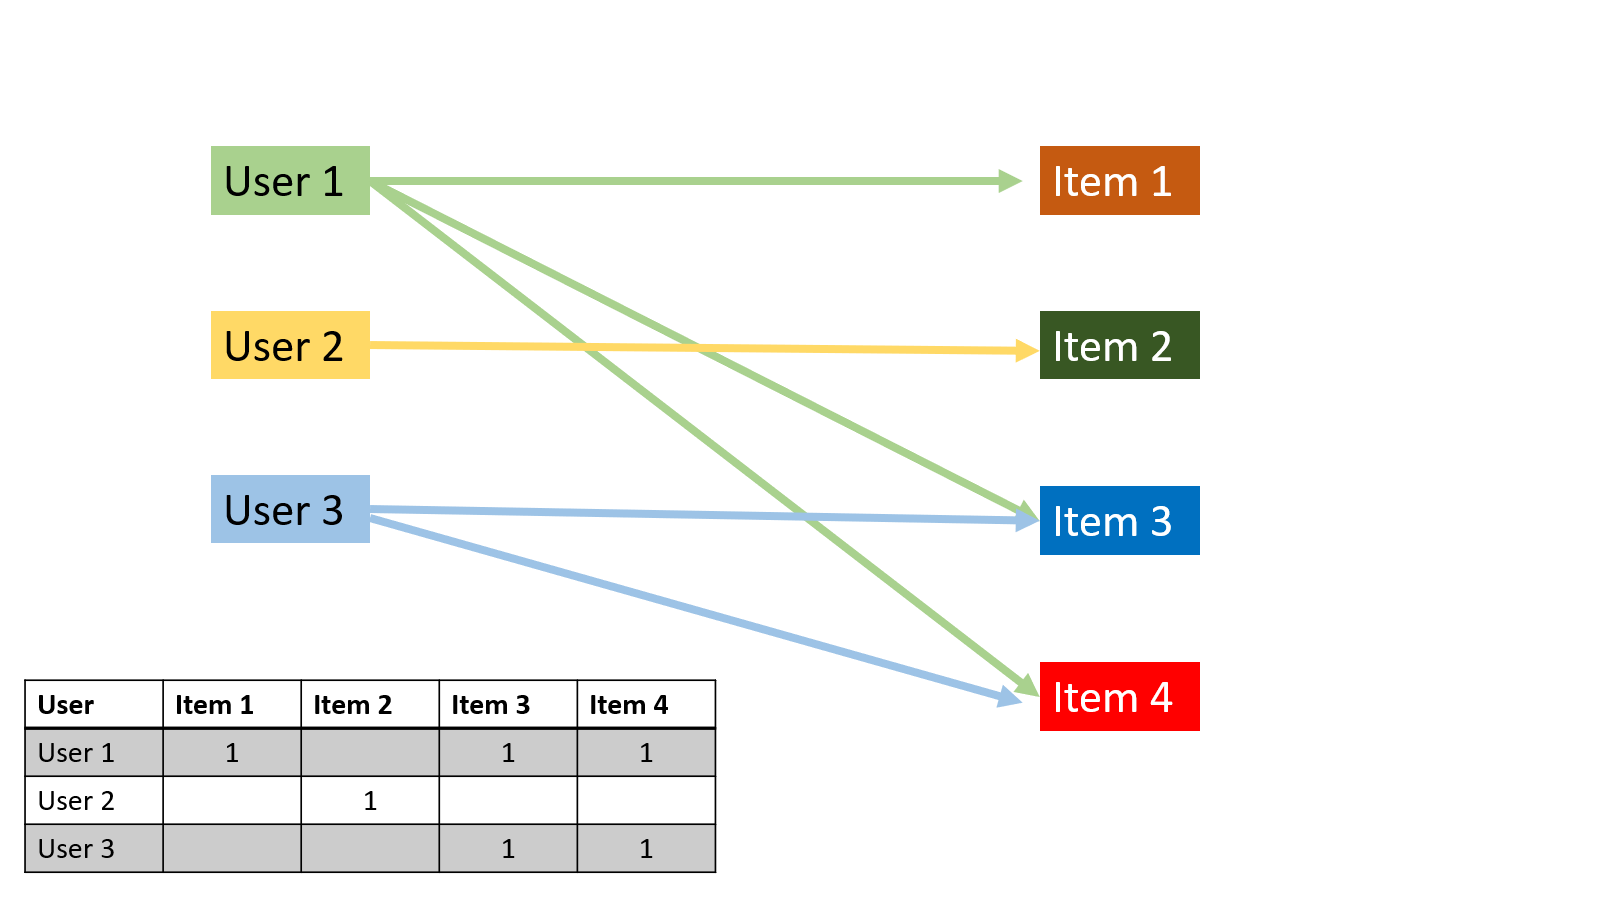 User 1
Item 1
User 2
Item 2
User 3
Item 3
Item 4
User Item 1 Item 2 Item 3 Item 4
User 1 1 1 1
User 2 1
User 3 1 1